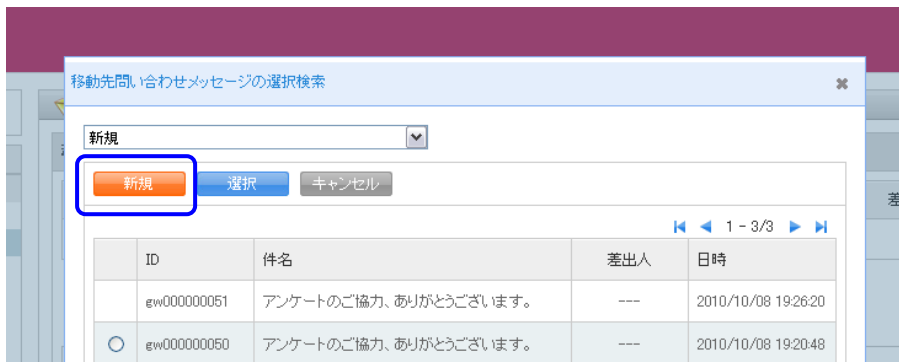 移動先問い合わせメッセージの選択検索
新規
新規 選択 キャンセル
1 - 3/3
ID 件名 差出人 日時
gw000000051 アンケートのご協力、ありがとうございます。 --- 2010/10/08 19:26:20
gw000000050 アンケートのご協力、ありがとうございます。 --- 2010/10/08 19:20:48